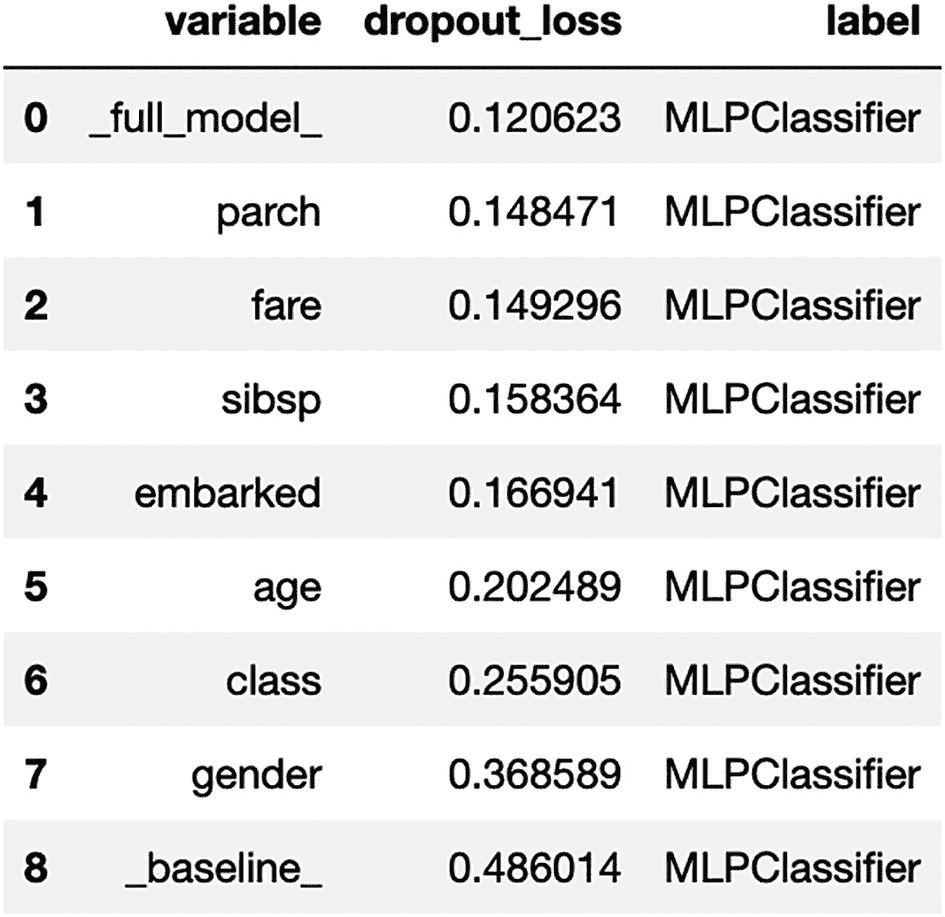 variable dropout_loss label
0 _full_model_ 0.120623 MLPClassifier
1 parch 0.148471 MLPClassifier
2 fare 0.149296 MLPClassifier
3 sibsp 0.158364 MLPClassifier
4 embarked 0.166941 MLPClassifier
5 age 0.202489 MLPClassifier
6 class 0.255905 MLPClassifier
7 gender 0.368589 MLPClassifier
8 _baseline_ 0.486014 MLPClassifier